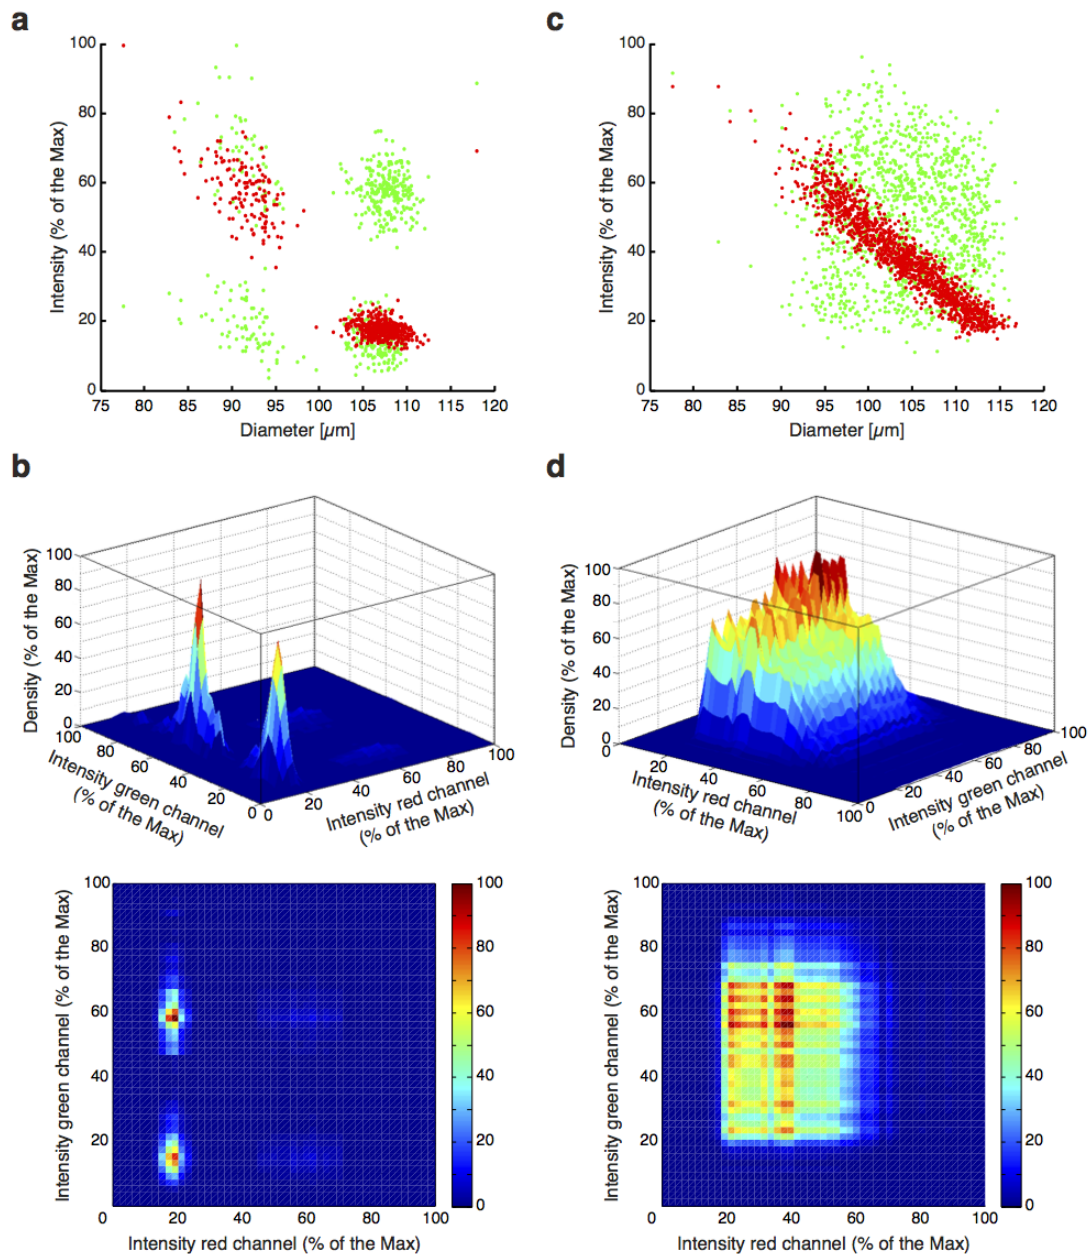 a
100
80
60
40
20
0
Intensity (% of the Max)
75 80 85 90 95 100 105 110 115 120
Diameter [µm]
c
100
80
60
40
20
0
Intensity (% of the Max)
75 80 85 90 95 100 105 110 115 120
Diameter [µm]
b
100
80
60
40
20
0
Density (% of the Max)
100
80
60
40
20
0
Intensity green channel
(% of the Max)
0
20
40
60
80
100
Intensity red channel
(% of the Max)
d
100
80
60
40
20
0
Density (% of the Max)
20
40
60
80
100
Intensity red channel
(% of the Max)
0
20
40
60
80
100
Intensity green channel
(% of the Max)
100
80
60
40
20
Intensity green channel (% of the Max)
0 20 40 60 80 100
Intensity red channel (% of the Max)
100
80
60
40
20
0
100
80
60
40
20
Intensity green channel (% of the Max)
0 20 40 60 80 100
Intensity red channel (% of the Max)
100
80
60
40
20
0